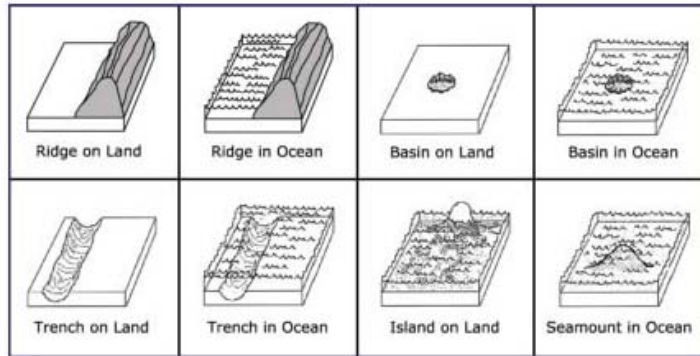 Ridge on Land
Ridge in Ocean
Basin on Land
Basin in Ocean
Trench on Land
Trench in Ocean
Island on Land
Seamount in Ocean